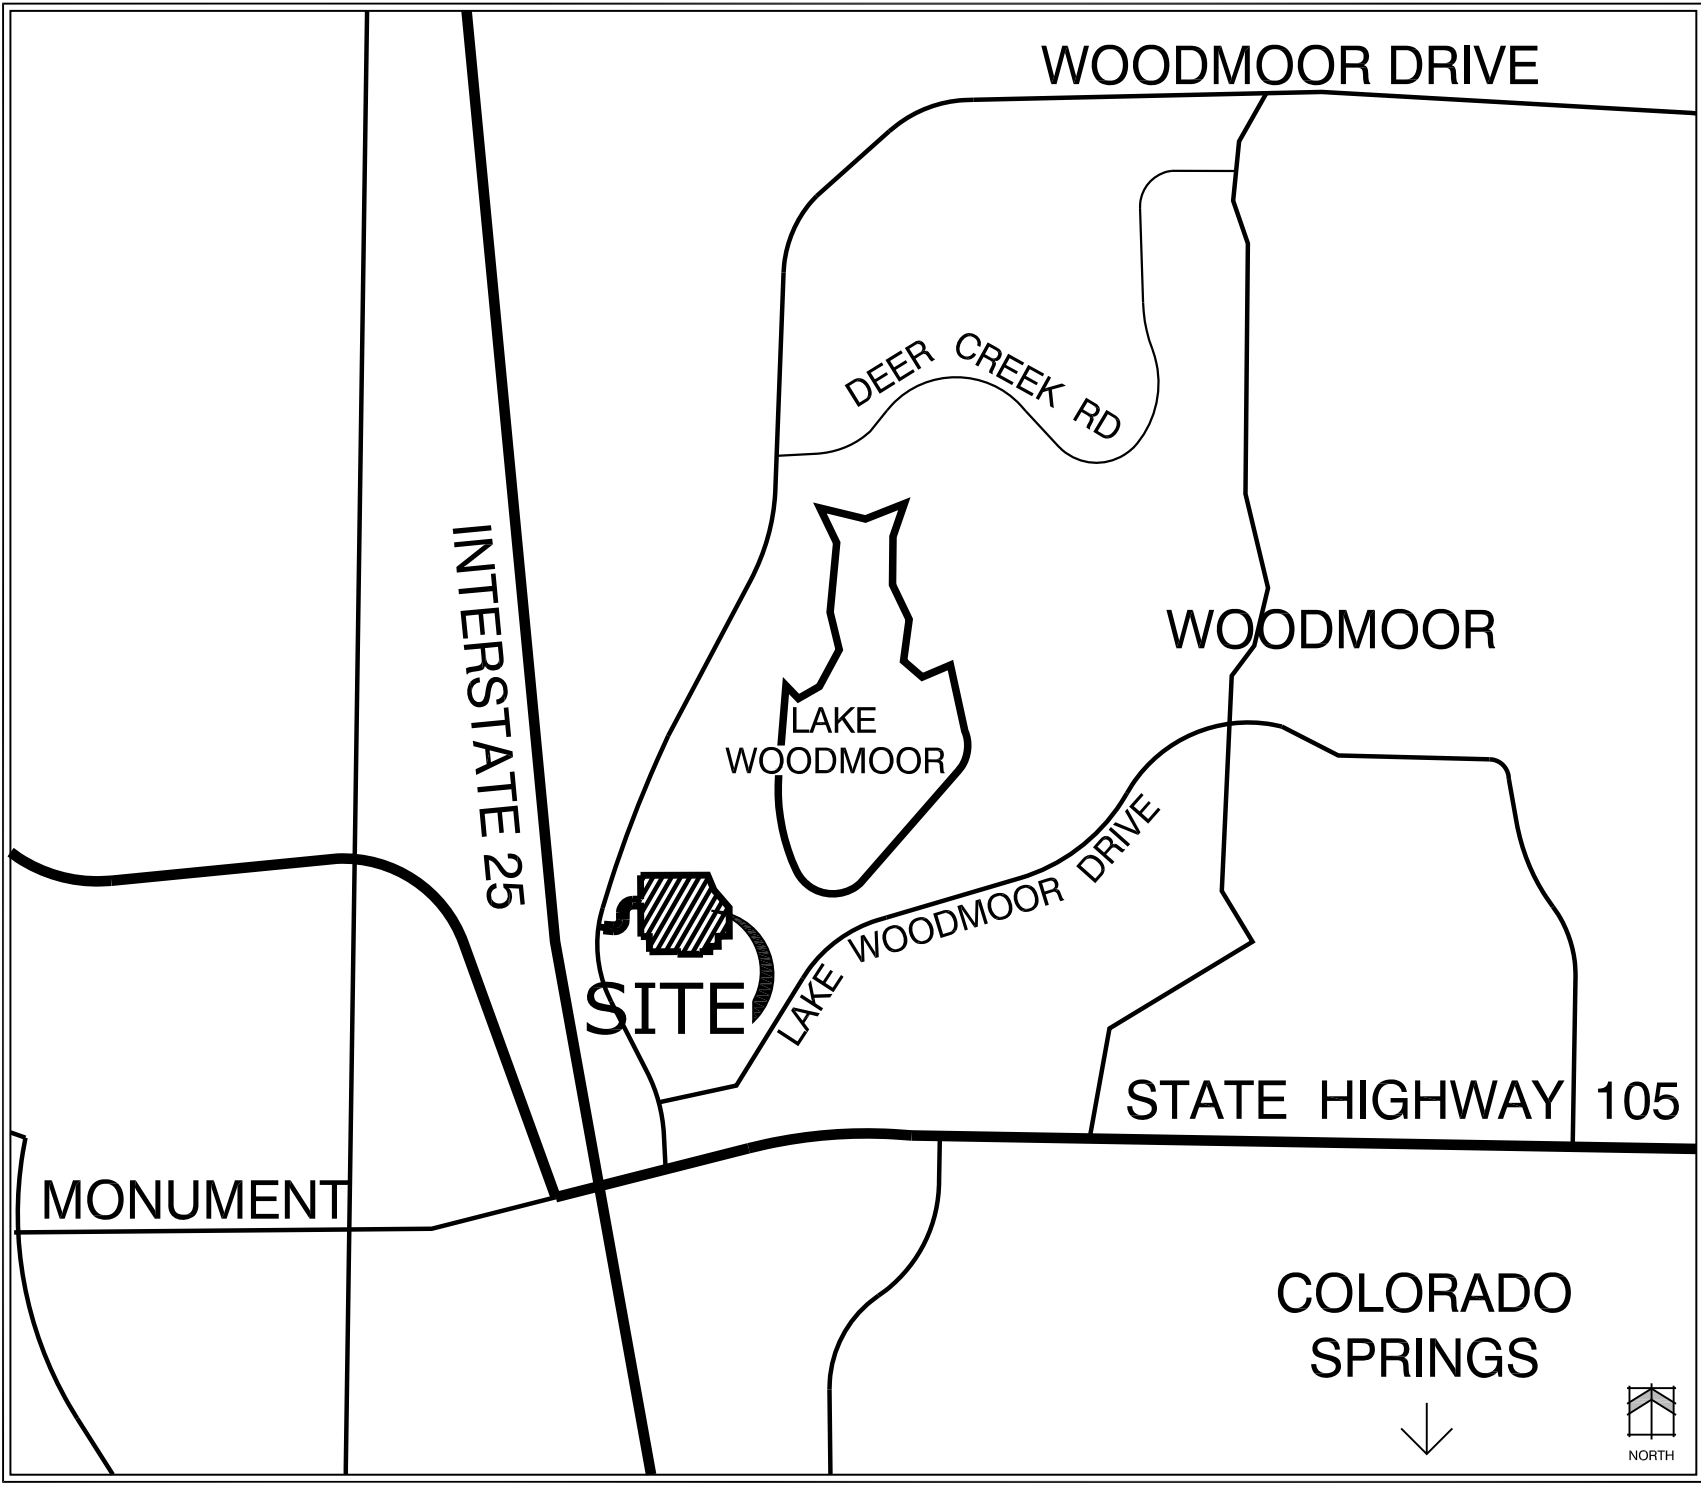 WOODMOOR DRIVE
DEER CREEK RD
INTERSTATE 25
WOODMOOR
LAKE
WOODMOOR
LAKE WOODMOOR DRIVE
SITE
STATE HIGHWAY 105
MONUMENT
COLORADO
SPRINGS
NORTH